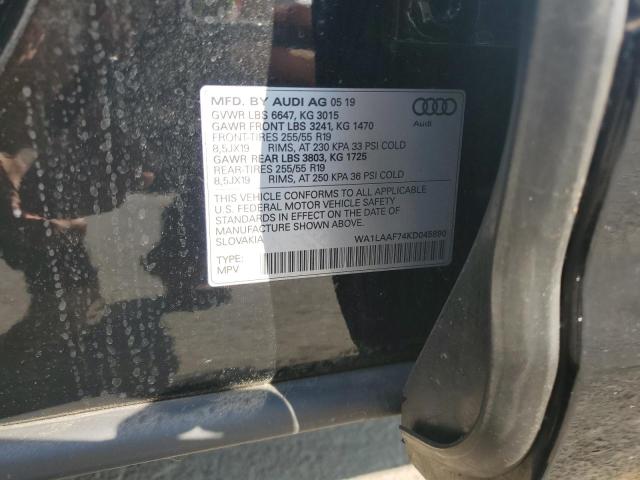 MFD. BY AUDI AG 05 19
GVWR LBS 6647, KG 3015
GAWR FRONT LBS 3241, KG 1470
FRONT-TIRES 255/55 R19
8,5JX19 RIMS, AT 230 KPA 33 PSI COLD
GAWR REAR LBS 3803, KG 1725
REAR-TIRES 255/55 R19
8,5JX19 RIMS, AT 250 KPA 36 PSI COLD
Audi
THIS VEHICLE CONFORMS TO ALL APPLICABLE
U.S. FEDERAL MOTOR VEHICLE SAFETY
STANDARDS IN EFFECT ON THE DATE OF
MANUFACTURE SHOWN ABOVE.
SLOVAKIA WA1LAAF74KD045890
TYPE:
MPV